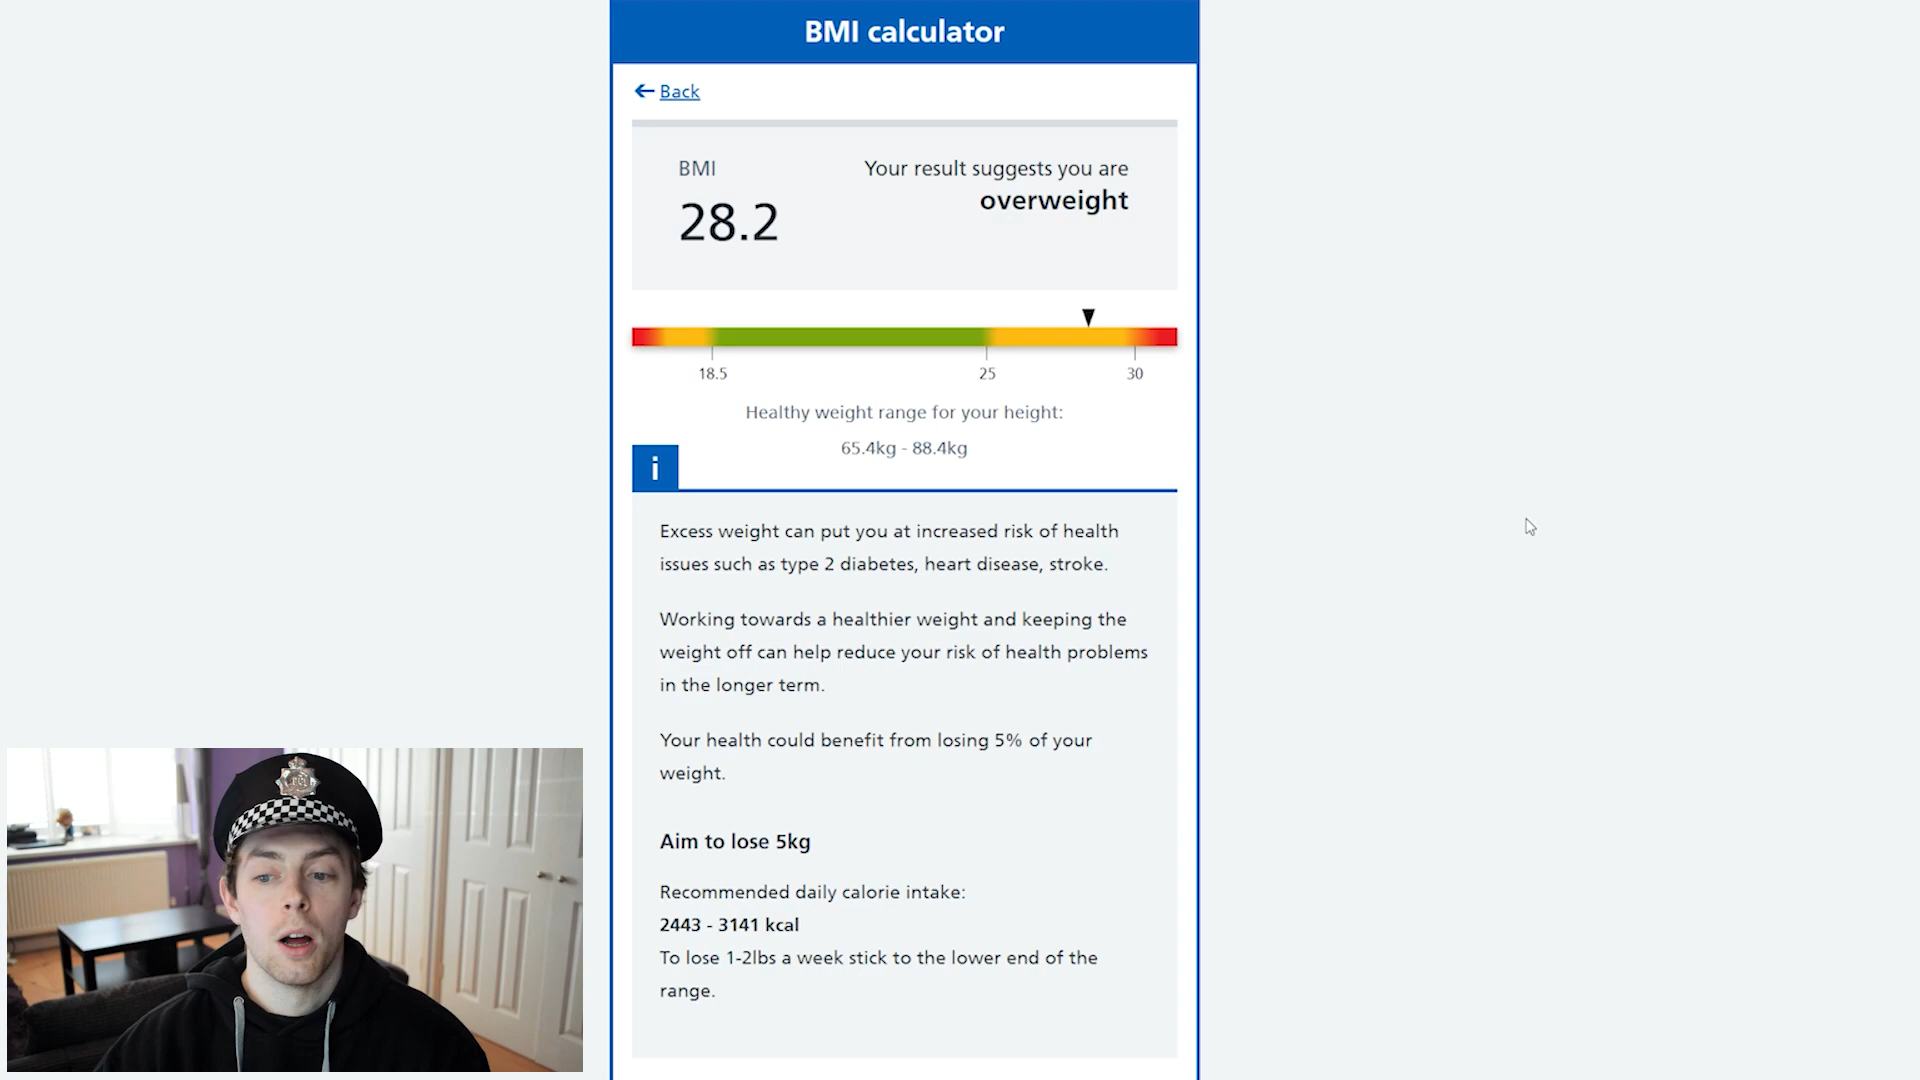 BMI calculator
Back
BMI
28.2
Your result suggests you are
overweight
18.5
25
30
Healthy weight range for your height:
65.4kg - 88.4kg
i
Excess weight can put you at increased risk of health
issues such as type 2 diabetes, heart disease, stroke.
Working towards a healthier weight and keeping the
weight off can help reduce your risk of health problems
in the longer term.
Your health could benefit from losing 5% of your
weight.
Aim to lose 5kg
Recommended daily calorie intake:
2443 - 3141 kcal
To lose 1-2lbs a week stick to the lower end of the
range.